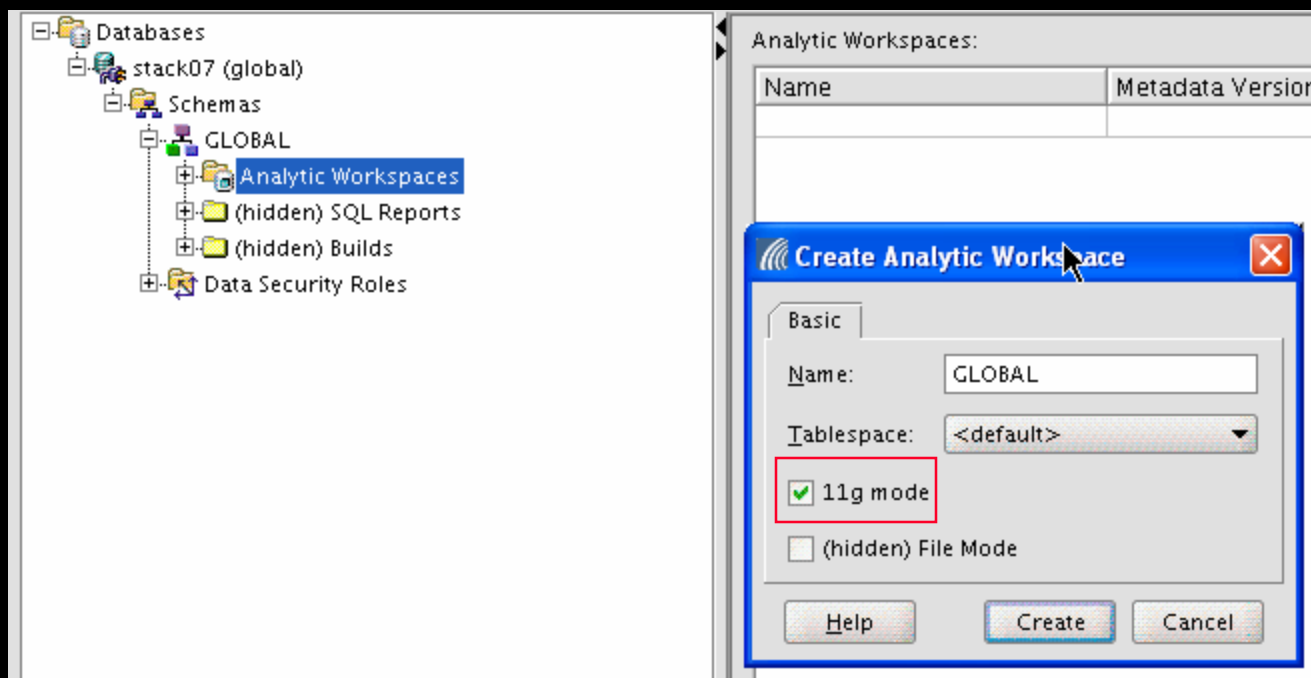 Databases
stack07 (global)
Schemas
GLOBAL
Analytic Workspaces
(hidden) SQL Reports
(hidden) Builds
Data Security Roles
Analytic Workspaces:
Name Metadata Version
Create Analytic Workspace
Basic
Name: GLOBAL
Tablespace: <default>
11g mode
(hidden) File Mode
Help Create Cancel